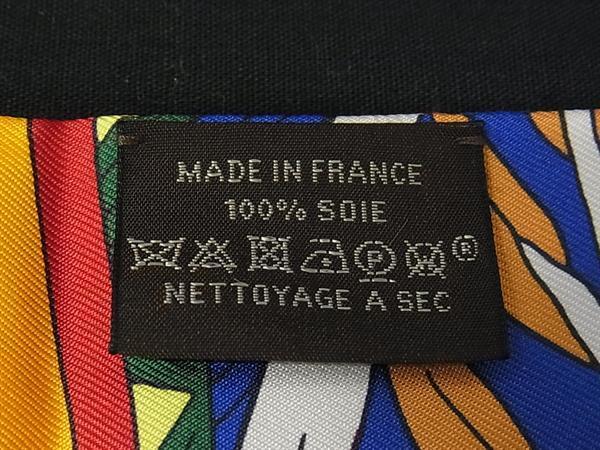 MADE IN FRANCE
100% SOIE
P W ®
NETTOYAGE A SEC